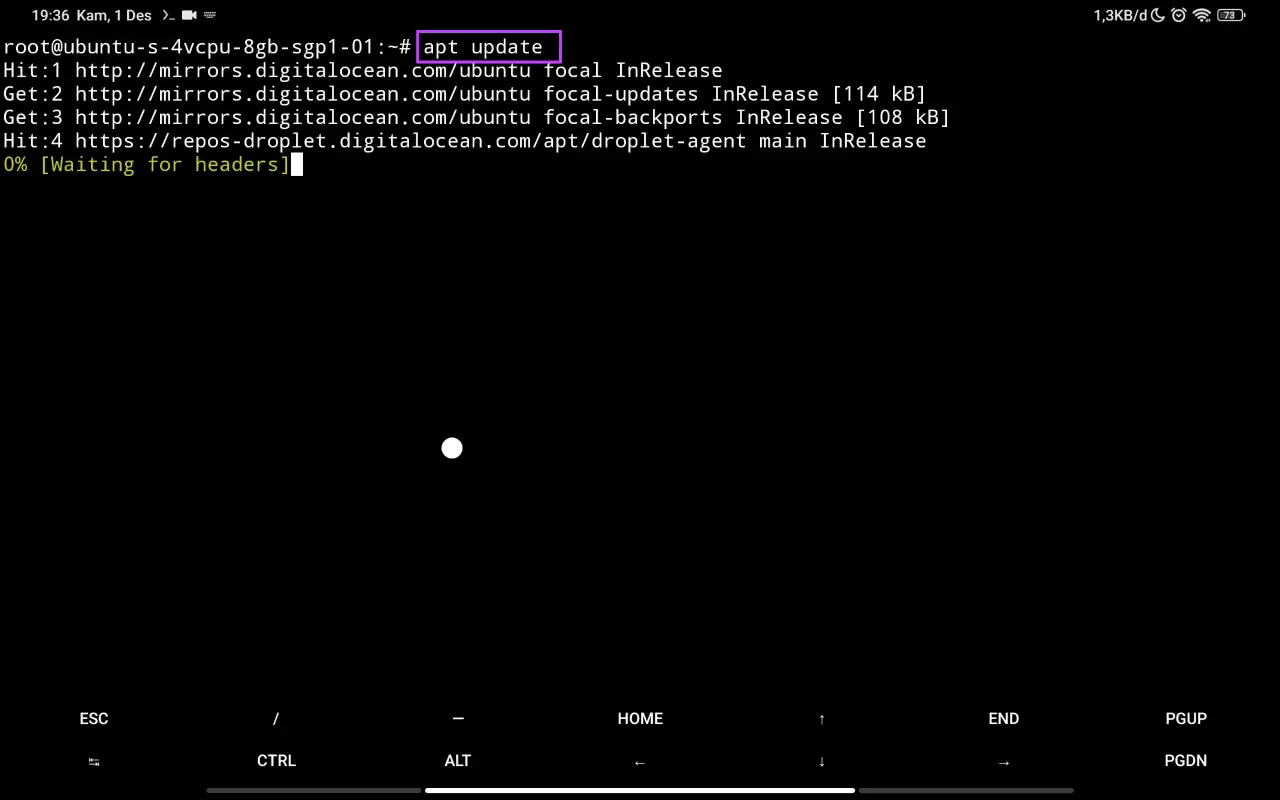 19:36 Kam, 1 Des 1,3KB/d 73
root@ubuntu-s-4vcpu-8gb-sgp1-01:~# apt update
Hit:1 http://mirrors.digitalocean.com/ubuntu focal InRelease
Get:2 http://mirrors.digitalocean.com/ubuntu focal-updates InRelease [114 kB]
Get:3 http://mirrors.digitalocean.com/ubuntu focal-backports InRelease [108 kB]
Hit:4 https://repos-droplet.digitalocean.com/apt/droplet-agent main InRelease
0% [Waiting for headers]
ESC / — HOME ↑ END PGUP
↹ CTRL ALT ← ↓ → PGDN